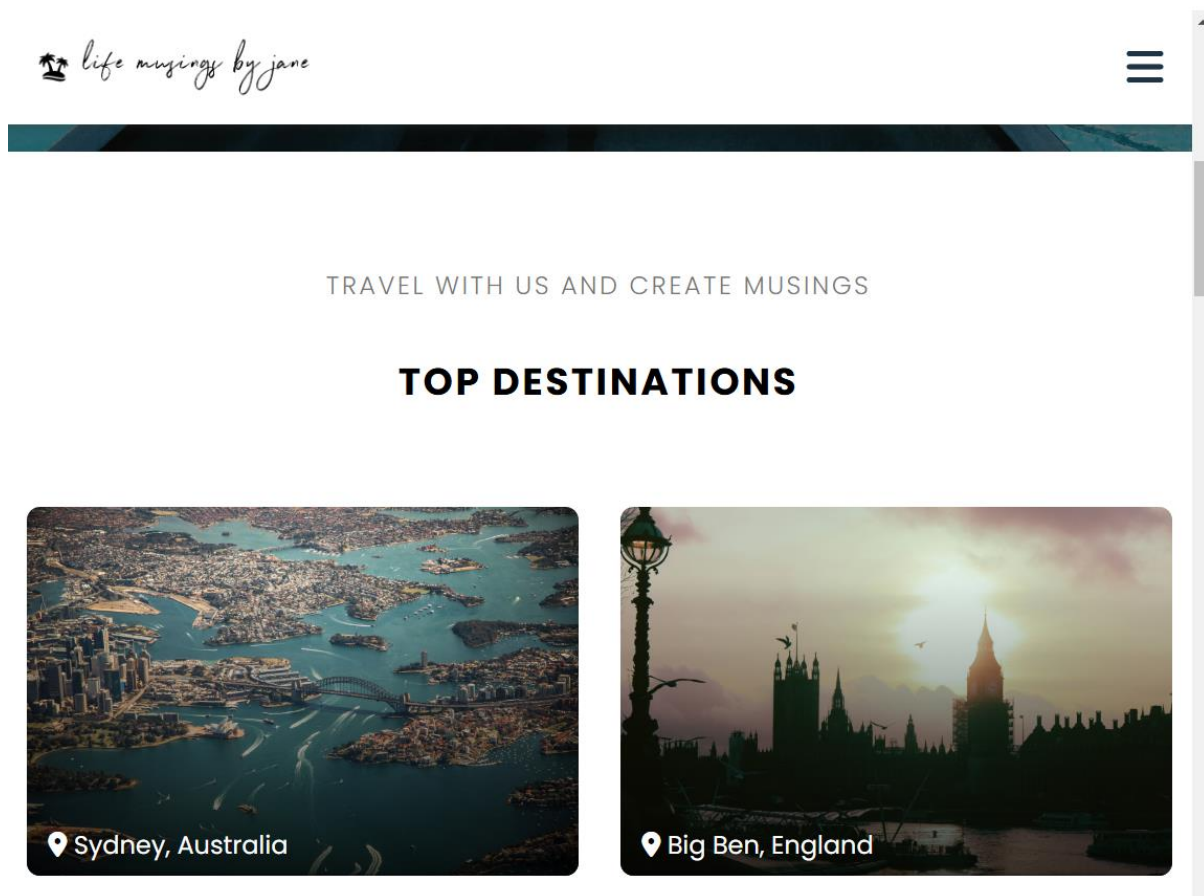 life musings by jane
TRAVEL WITH US AND CREATE MUSINGS
TOP DESTINATIONS
Sydney, Australia
Big Ben, England